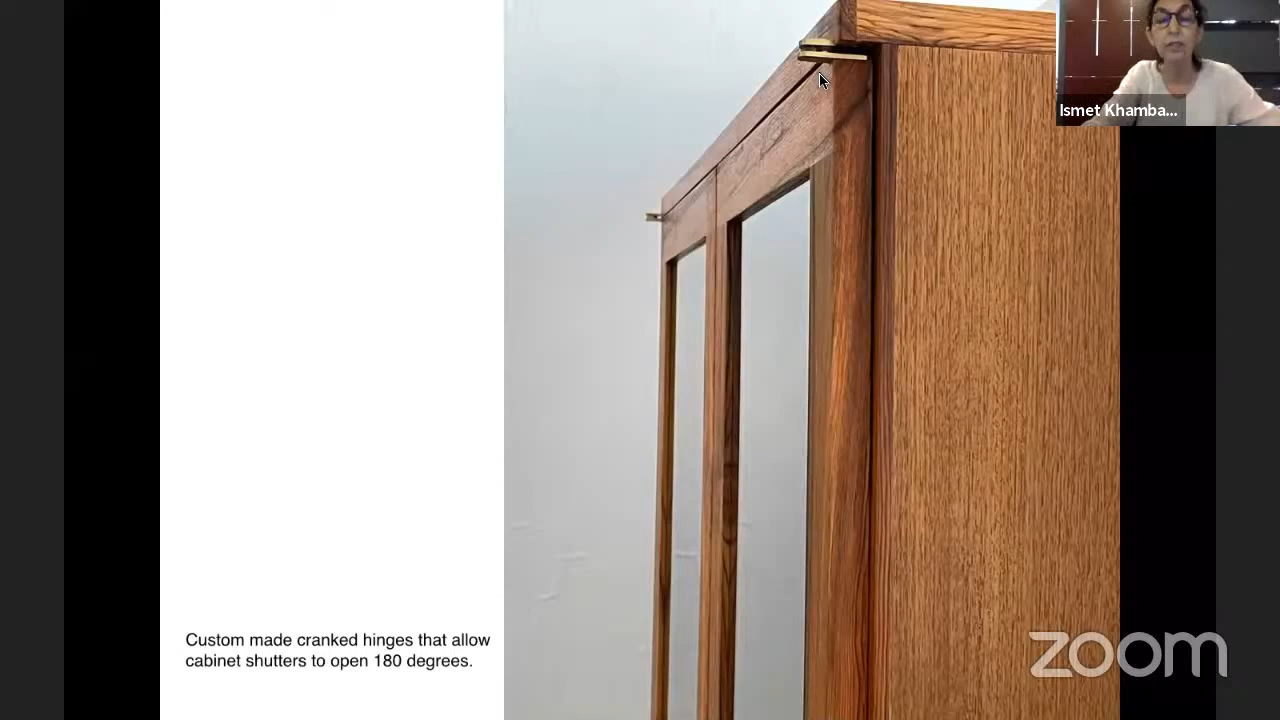 Ismet Khamba...
Custom made cranked hinges that allow
cabinet shutters to open 180 degrees.
zoom